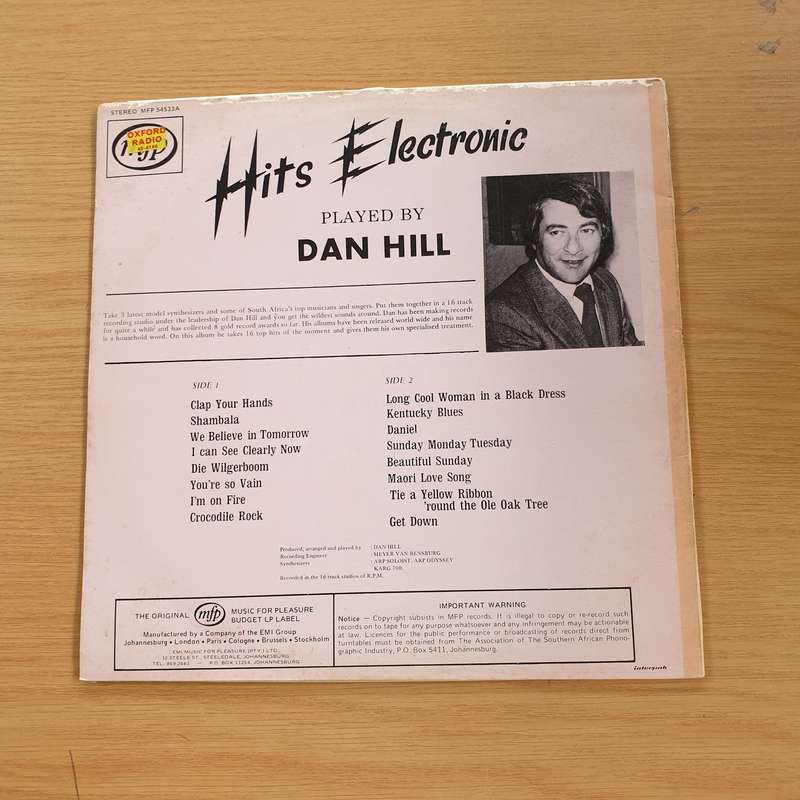 STEREO MFP 54533A
OXFORD
RADIO
Hits Electronic
PLAYED BY
DAN HILL
Take 3 latest model synthesizers and some of South Africa's top musicians and singers. Put them together in a 16 track
recording studio under the leadership of Dan Hill and you get the wildest sounds around. Dan has been making records
for quite a while and has collected 8 gold record awards so far. His albums have been released world wide and his name
is a household word. On this album he takes 16 top hits of the moment and gives them his own specialised treatment.
SIDE 1
Clap Your Hands
Shambala
We Believe in Tomorrow
I can See Clearly Now
Die Wilgerboom
You're so Vain
I'm on Fire
Crocodile Rock
SIDE 2
Long Cool Woman in a Black Dress
Kentucky Blues
Daniel
Sunday Monday Tuesday
Beautiful Sunday
Maori Love Song
Tie a Yellow Ribbon
'round the Ole Oak Tree
Get Down
Produced, arranged and played by : DAN HILL
Recording Engineer : MEYER VAN RENSBURG
Synthesizers : ARP SOLOIST, ARP ODYSSEY
KARG 700.
Recorded in the 16 track studios of R.P.M.
THE ORIGINAL mfp MUSIC FOR PLEASURE
BUDGET LP LABEL
Manufactured by a Company of the EMI Group
Johannesburg • London • Paris • Cologne • Brussels • Stockholm
EMI MUSIC FOR PLEASURE (PTY.) LTD.
12 STEELE ST., STEELEDALE, JOHANNESBURG
P.O. BOX 11254, JOHANNESBURG
IMPORTANT WARNING
Notice – Copyright subsists in MFP records. It is illegal to copy or re-record such
records on to tape for any purpose whatsoever and any infringement may be actionable
at law. Licences for the public performance or broadcasting of records direct from
turntables must be obtained from The Association of The Southern African Phono-
graphic Industry, P.O. Box 5411, Johannesburg.
interpak